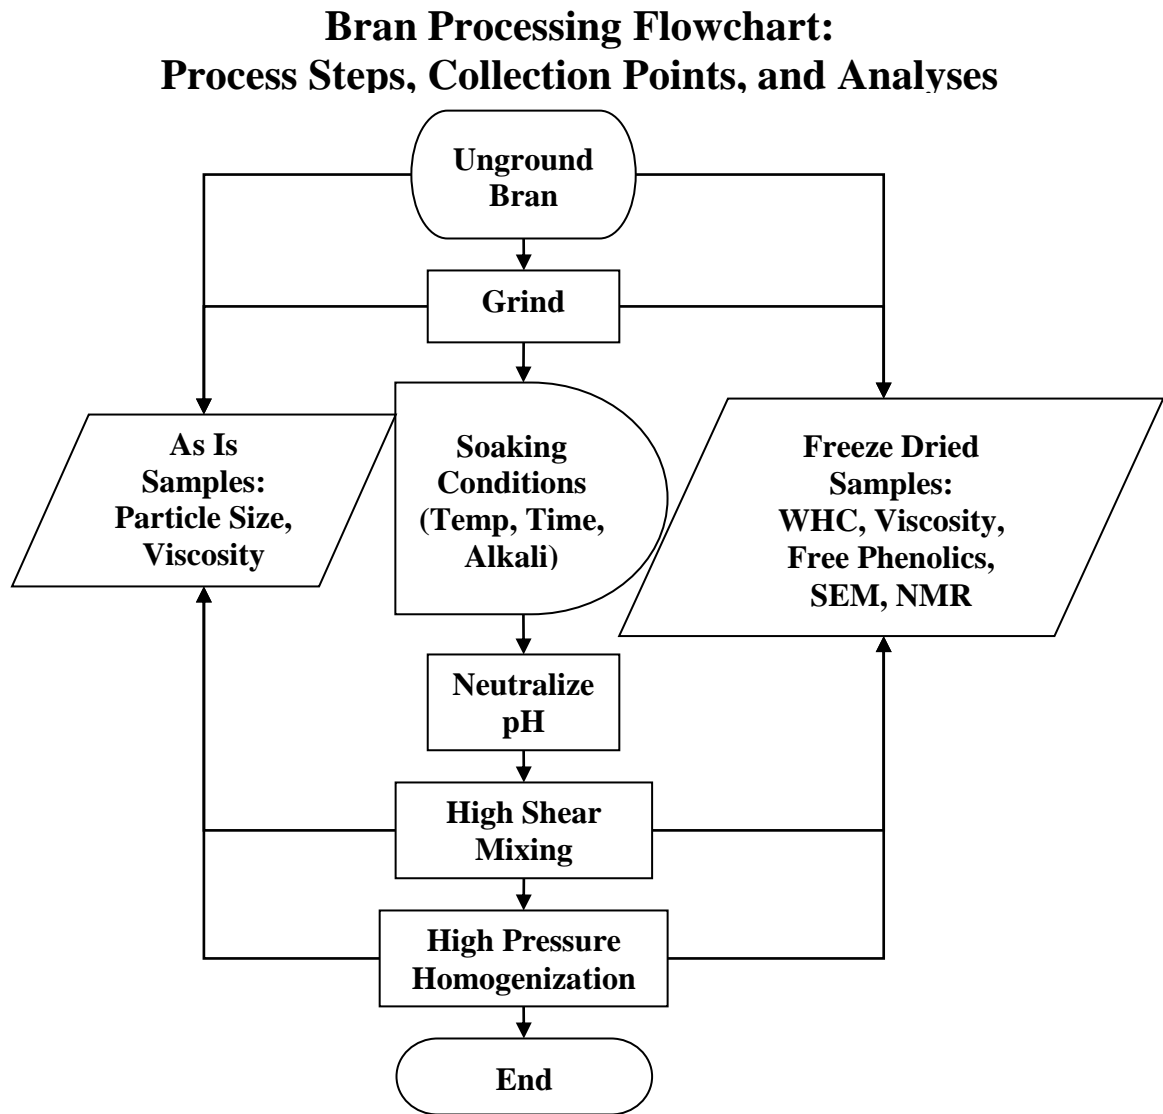 Bran Processing Flowchart:
Process Steps, Collection Points, and Analyses
Unground
Bran
Grind
As Is
Samples:
Particle Size,
Viscosity
Soaking
Conditions
(Temp, Time,
Alkali)
Freeze Dried
Samples:
WHC, Viscosity,
Free Phenolics,
SEM, NMR
Neutralize
pH
High Shear
Mixing
High Pressure
Homogenization
End